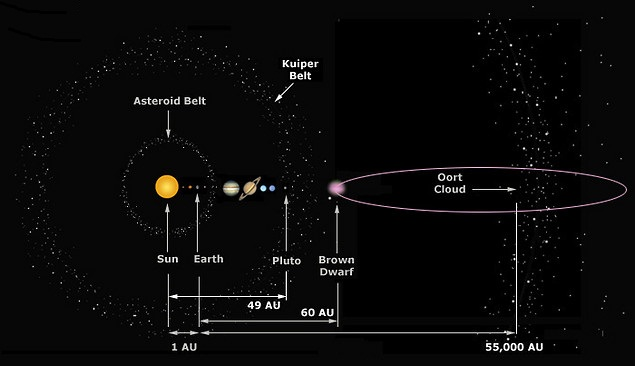 Kuiper
Belt
Asteroid Belt
Oort
Cloud
Sun
Earth
Pluto
Brown
Dwarf
49 AU
60 AU
1 AU
55,000 AU